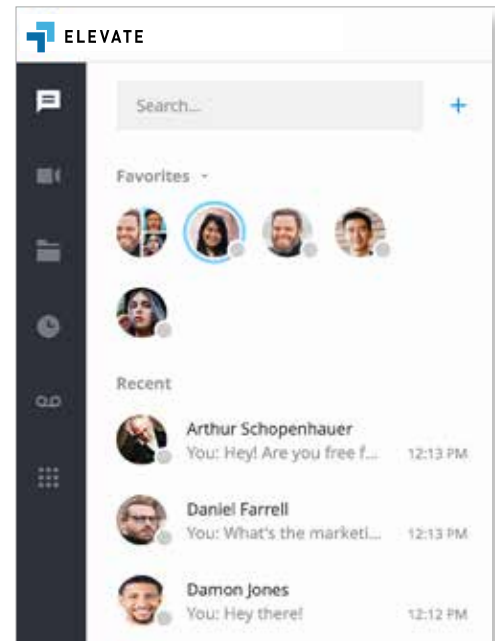 ELEVATE
Search...
Favorites
Recent
Arthur Schopenhauer
You: Hey! Are you free f... 12:13 PM
Daniel Farrell
You: What's the marketi... 12:13 PM
Damon Jones
You: Hey there! 12:12 PM